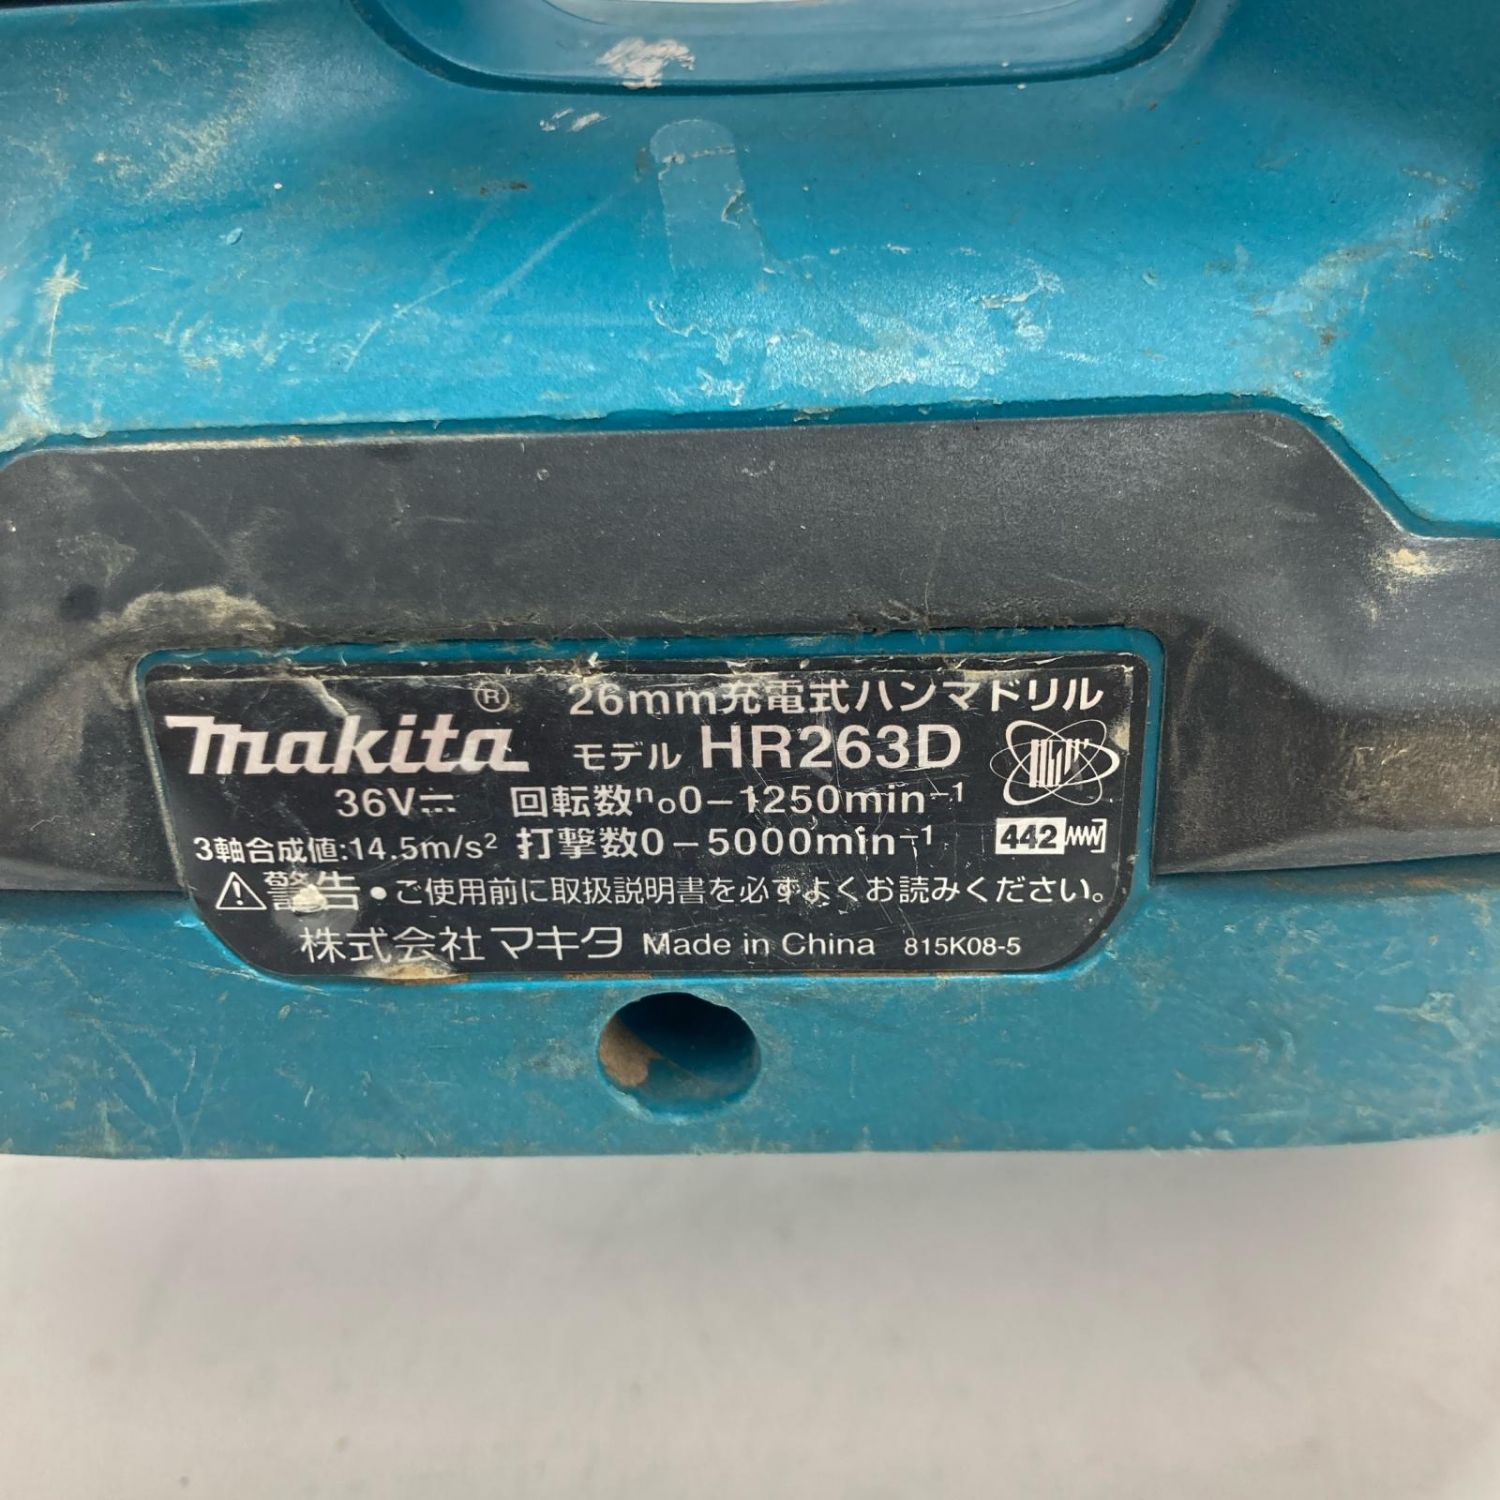 makita® 26mm充電式ハンマドリル
モデル HR263D
36V⎓ 回転数n₀0-1250min⁻¹
3軸合成値:14.5m/s² 打撃数0-5000min⁻¹ 442
⚠警告 ●ご使用前に取扱説明書を必ずよくお読みください。
株式会社マキタ Made in China 815K08-5